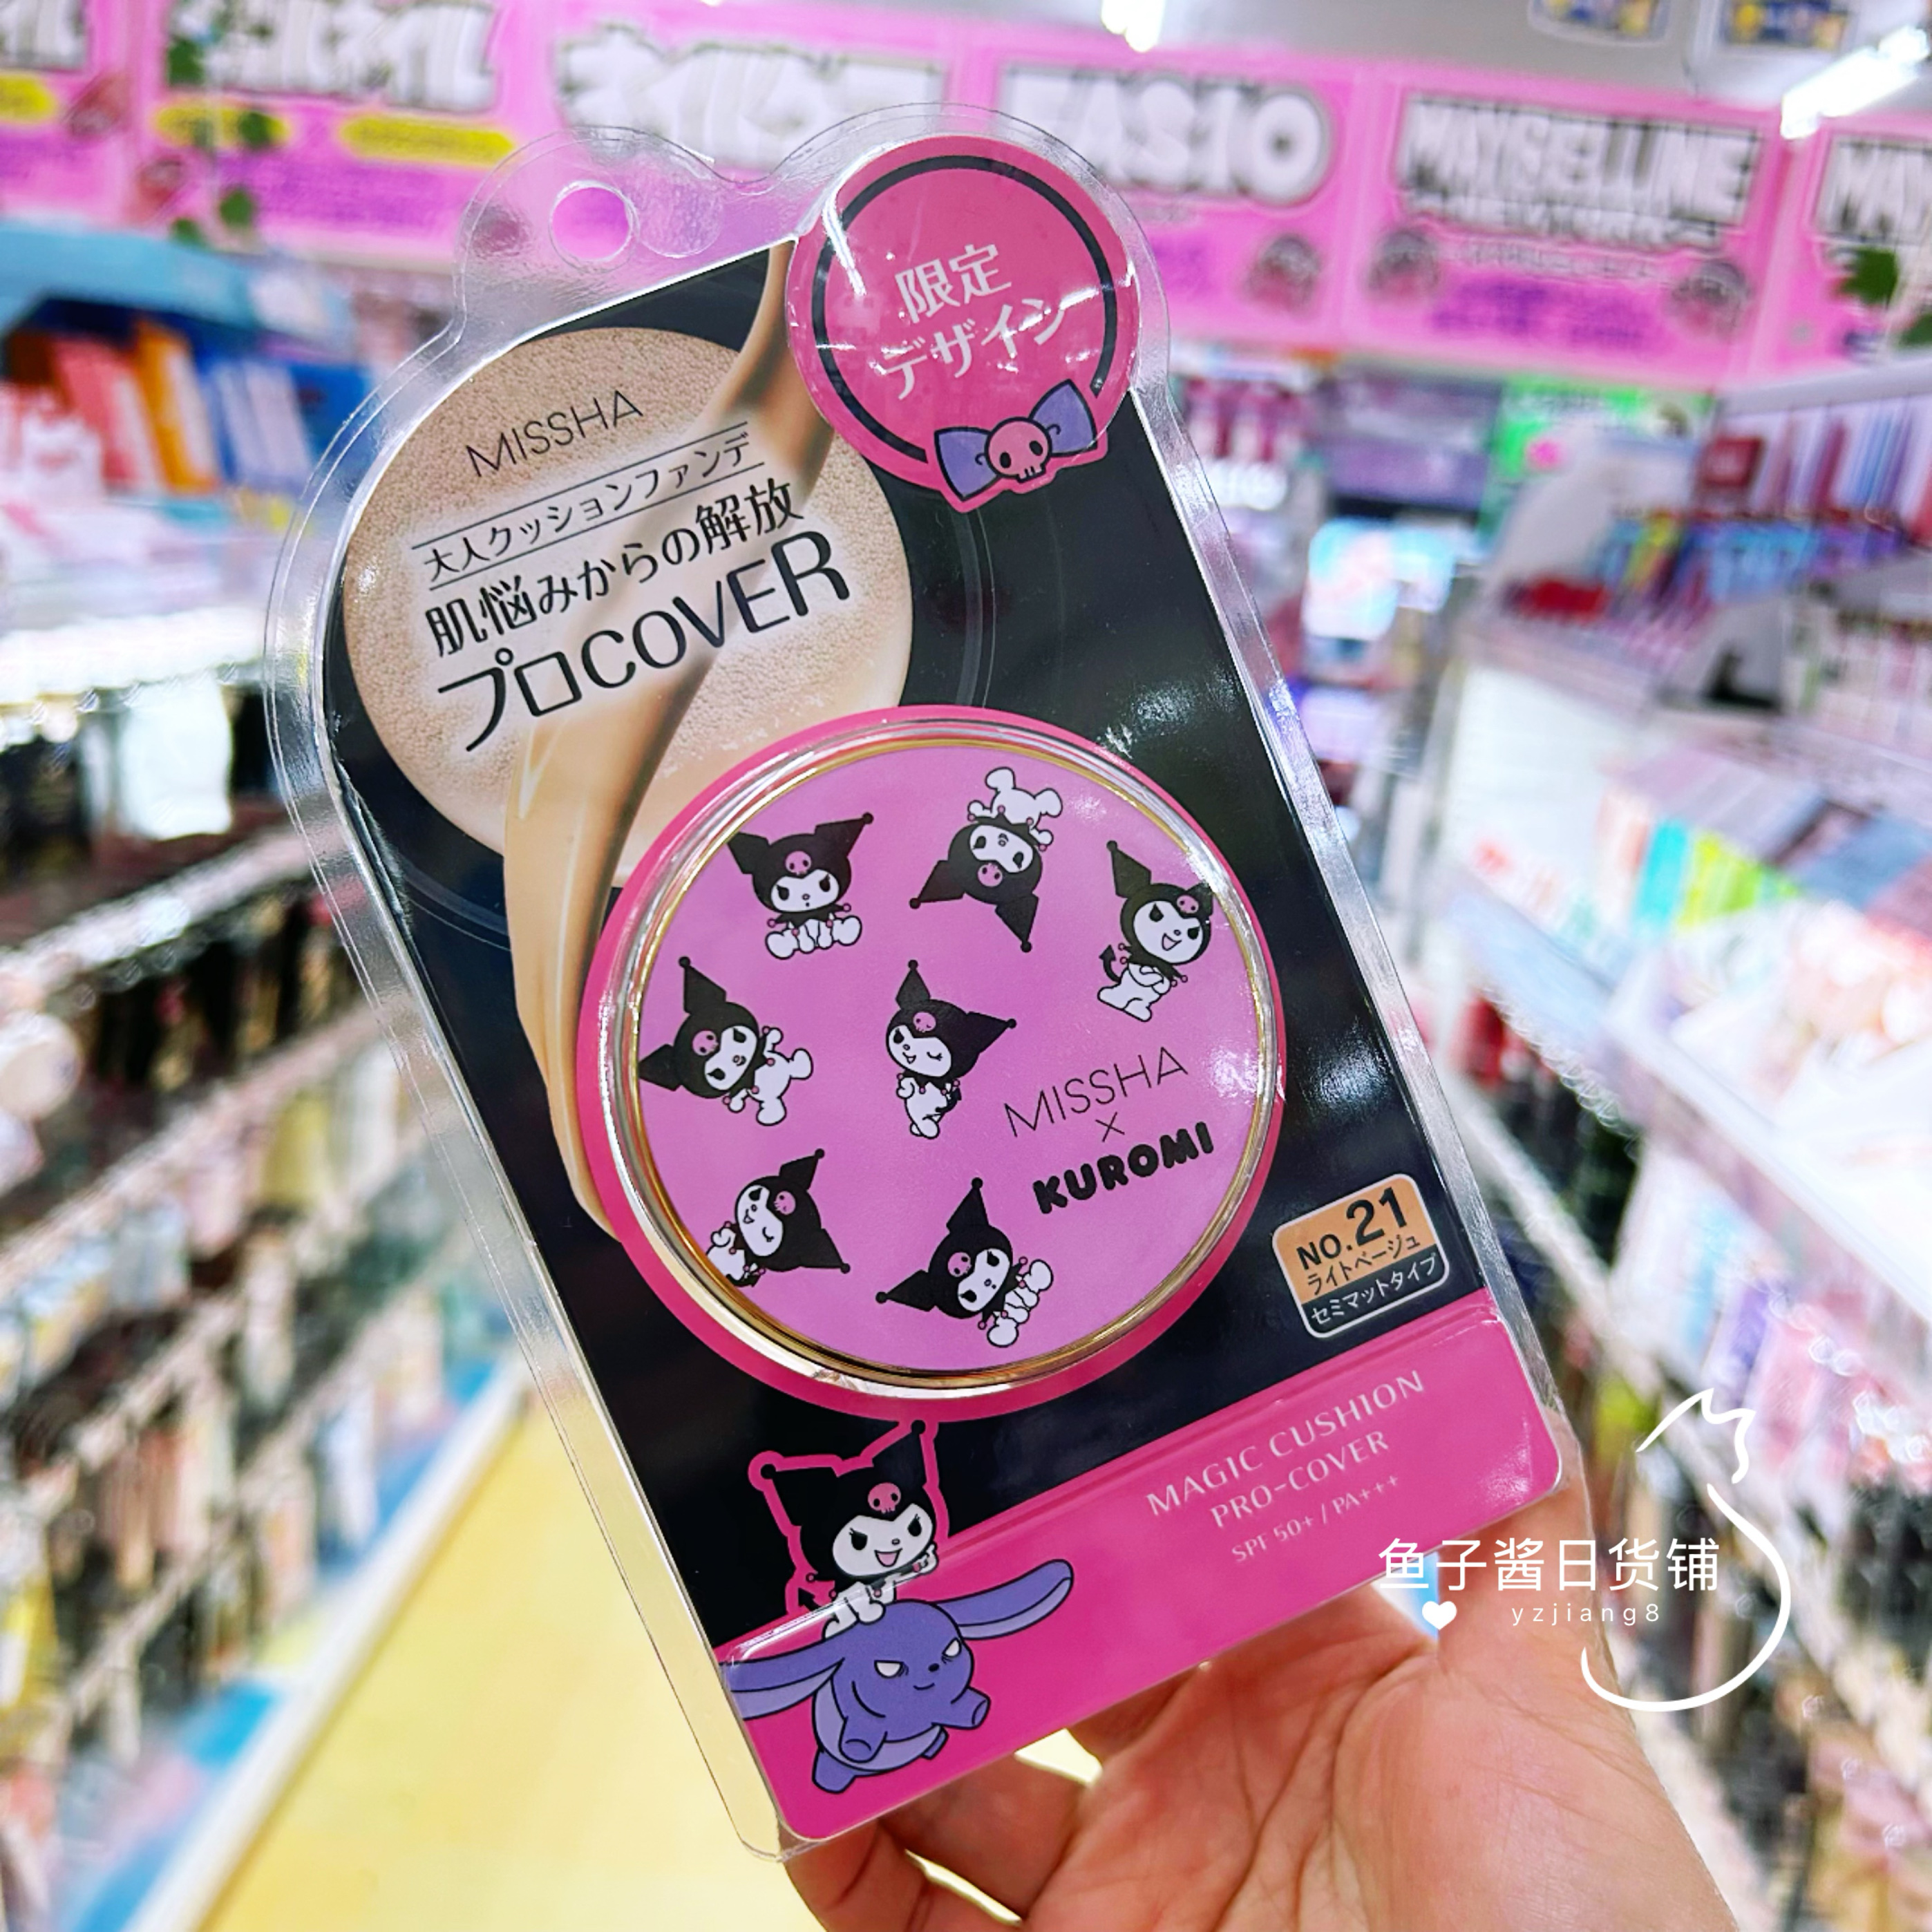 FASIO
MAYBELLINE
限定
デザイン
MISSHA
大人クッションファンデ
肌悩みからの解放
プロCOVER
MISSHA
×
KUROMI
NO.21
ライトベージュ
セミマットタイプ
MAGIC CUSHION
PRO-COVER
SPF 50+ / PA+++
鱼子酱日货铺
yzjiang8